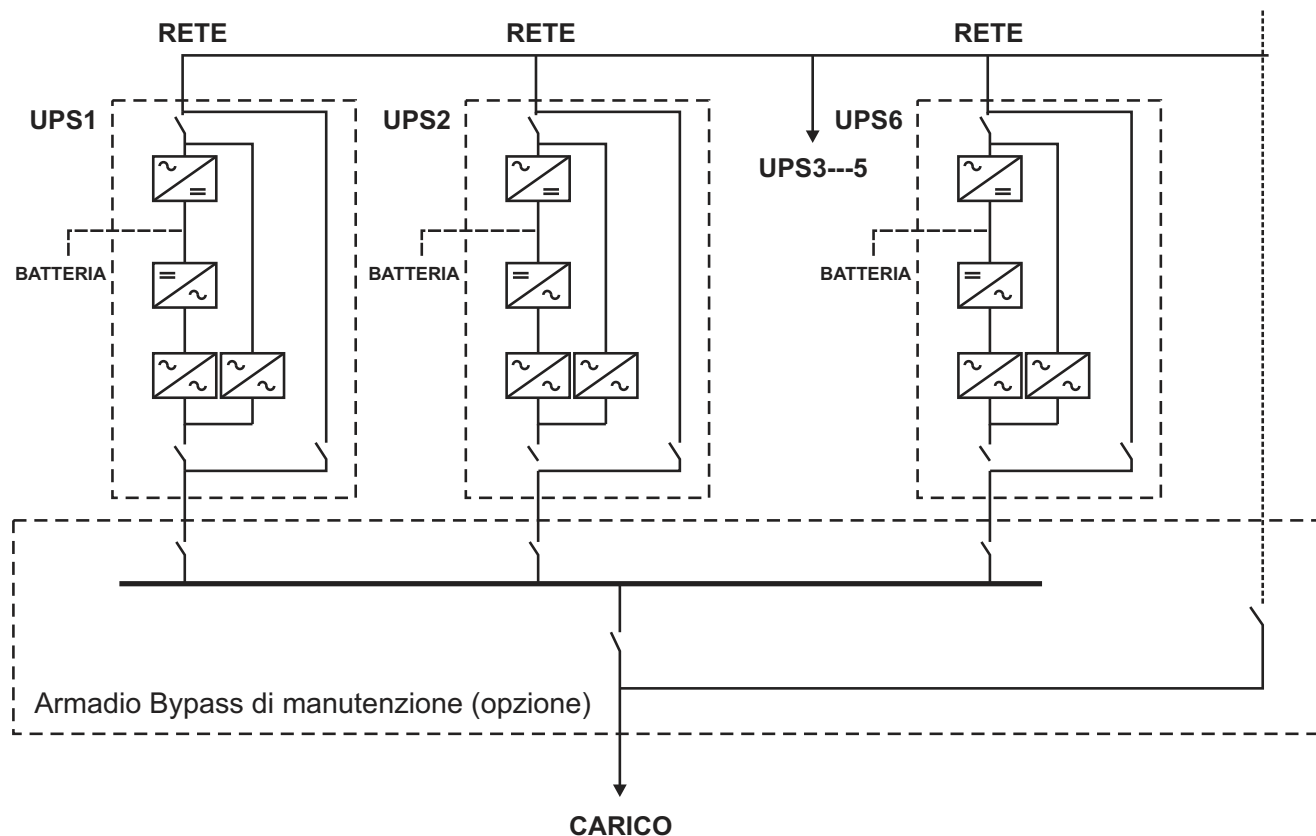 RETE
RETE
RETE
UPS1
UPS2
UPS6
UPS3---5
BATTERIA
BATTERIA
BATTERIA
Armadio Bypass di manutenzione (opzione)
CARICO